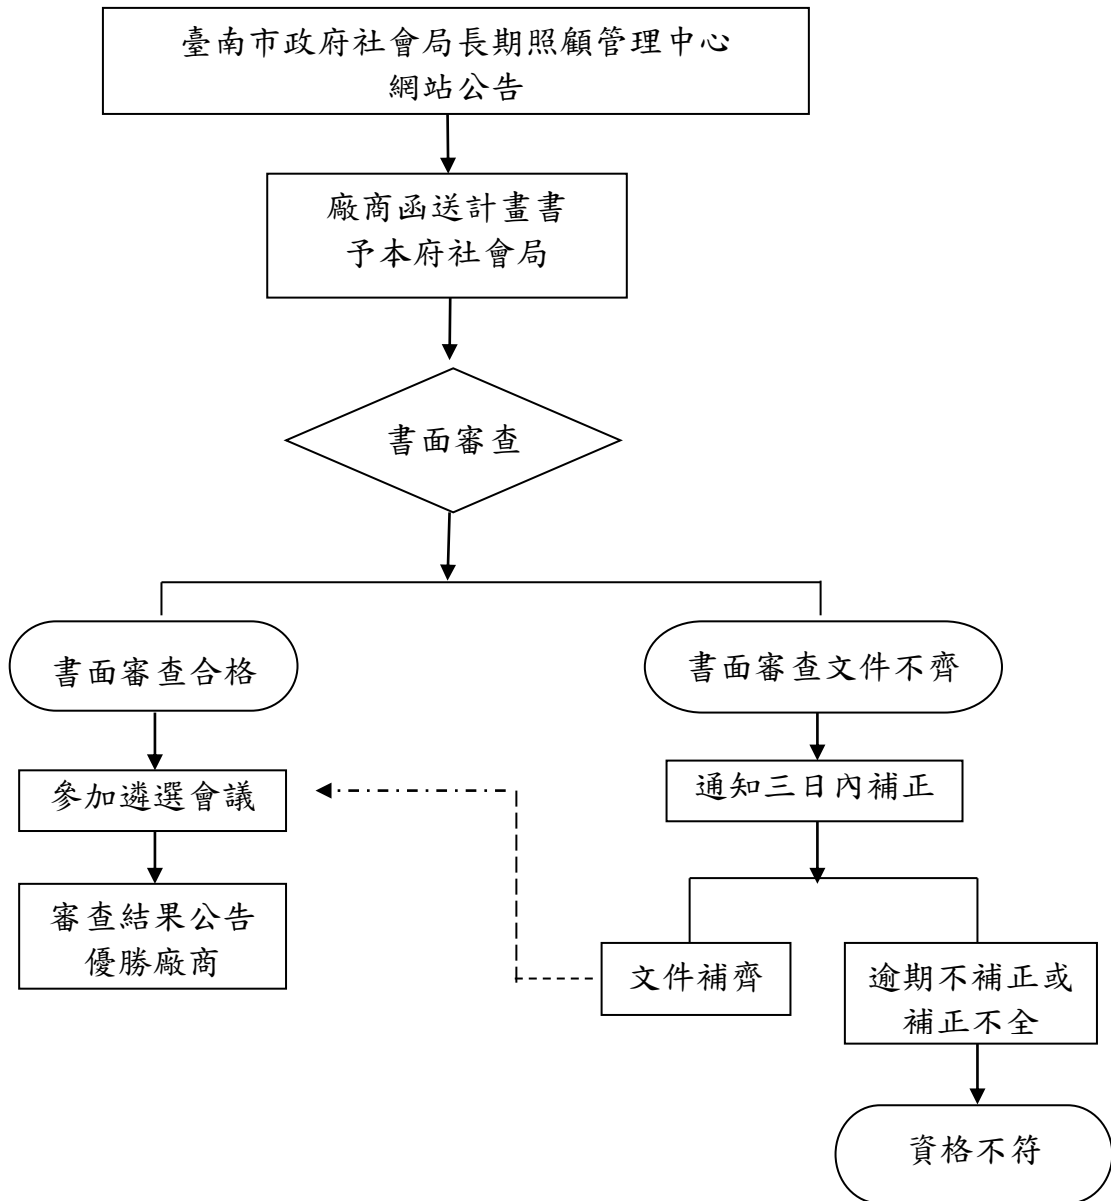 臺南市政府社會局長期照顧管理中心
網站公告
廠商函送計畫書
予本府社會局
書面審查
書面審查合格
書面審查文件不齊
參加遴選會議
通知三日內補正
審查結果公告
優勝廠商
文件補齊
逾期不補正或
補正不全
資格不符